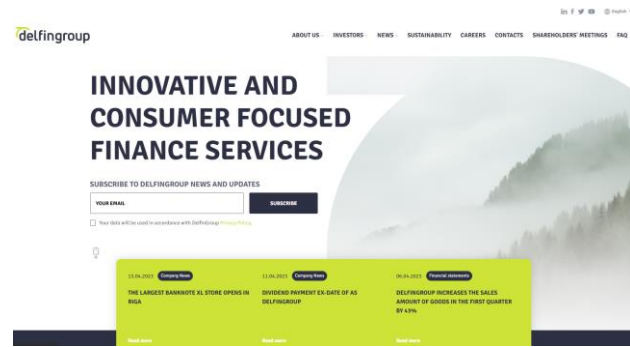 English
delfingroup
ABOUT US INVESTORS NEWS SUSTAINABILITY CAREERS CONTACTS SHAREHOLDERS' MEETINGS FAQ
INNOVATIVE AND
CONSUMER FOCUSED
FINANCE SERVICES
SUBSCRIBE TO DELFINGROUP NEWS AND UPDATES
YOUR EMAIL SUBSCRIBE
Your data will be used in accordance with DelfinGroup Privacy Policy
13.04.2023 Company News
THE LARGEST BANKNOTE XL STORE OPENS IN
RIGA
Read more
11.04.2023 Company News
DIVIDEND PAYMENT EX-DATE OF AS
DELFINGROUP
Read more
06.04.2023 Financial statements
DELFINGROUP INCREASES THE SALES
AMOUNT OF GOODS IN THE FIRST QUARTER
BY 43%
Read more